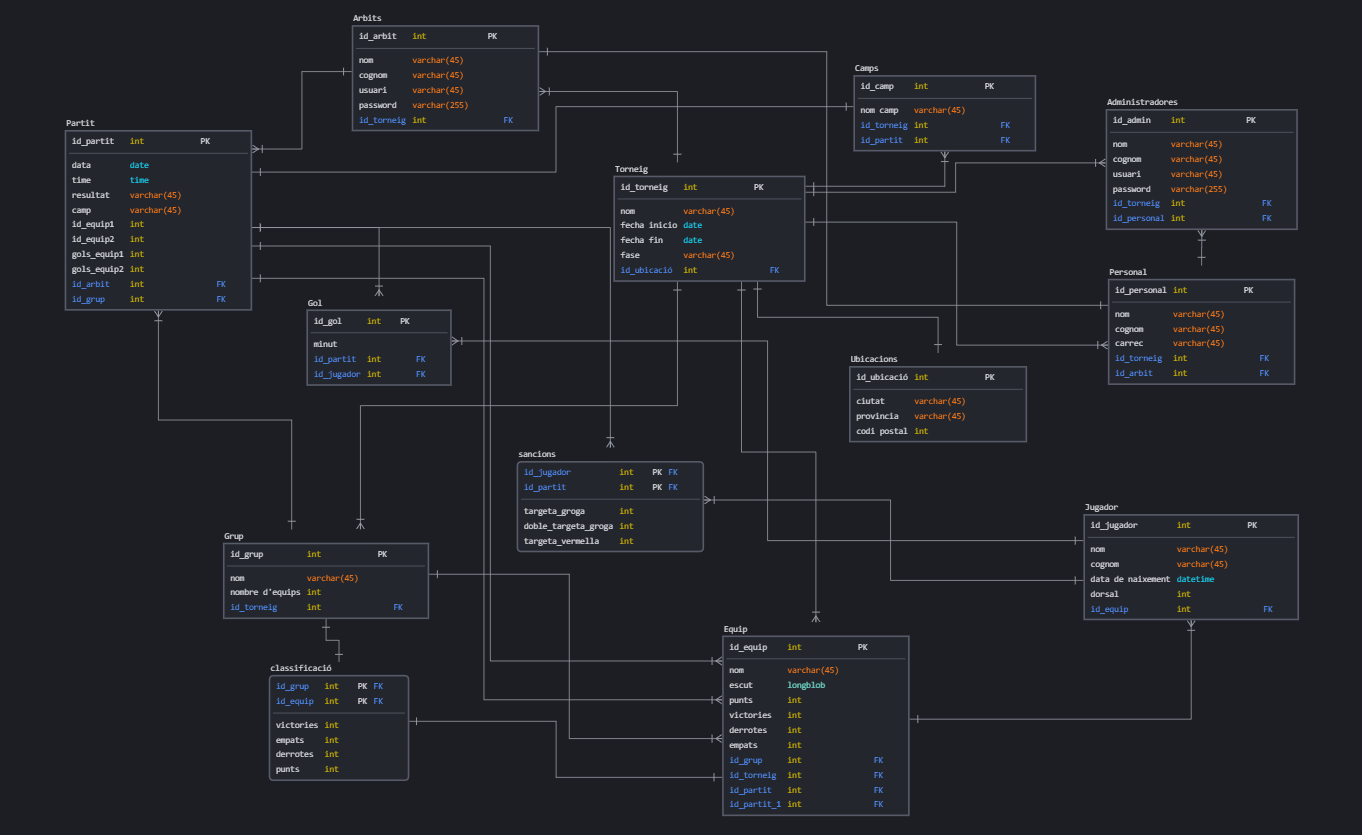 Arbits
id_arbit int PK
nom varchar(45)
cognom varchar(45)
usuari varchar(45)
password varchar(255)
id_torneig int FK
Camps
id_camp int PK
nom camp varchar(45)
id_torneig int FK
id_partit int FK
Administradores
id_admin int PK
nom varchar(45)
cognom varchar(45)
usuari varchar(45)
password varchar(255)
id_torneig int FK
id_personal int FK
Partit
id_partit int PK
data date
time time
resultat varchar(45)
camp varchar(45)
id_equip1 int
id_equip2 int
gols_equip1 int
gols_equip2 int
id_arbit int FK
id_grup int FK
Torneig
id_torneig int PK
nom varchar(45)
fecha inicio date
fecha fin date
fase varchar(45)
id_ubicació int FK
Personal
id_personal int PK
nom varchar(45)
cognom varchar(45)
carrec varchar(45)
id_torneig int FK
id_arbit int FK
Gol
id_gol int PK
minut
id_partit int FK
id_jugador int FK
Ubicacions
id_ubicació int PK
ciutat varchar(45)
provincia varchar(45)
codi postal int
sancions
id_jugador int PK FK
id_partit int PK FK
targeta_groga int
doble_targeta_groga int
targeta_vermella int
Jugador
id_jugador int PK
nom varchar(45)
cognom varchar(45)
data de naixement datetime
dorsal int
id_equip int FK
Grup
id_grup int PK
nom varchar(45)
nombre d'equips int
id_torneig int FK
Equip
id_equip int PK
nom varchar(45)
escut longblob
punts int
victories int
derrotes int
empats int
id_grup int FK
id_torneig int FK
id_partit int FK
id_partit_1 int FK
classificació
id_grup int PK FK
id_equip int PK FK
victories int
empats int
derrotes int
punts int